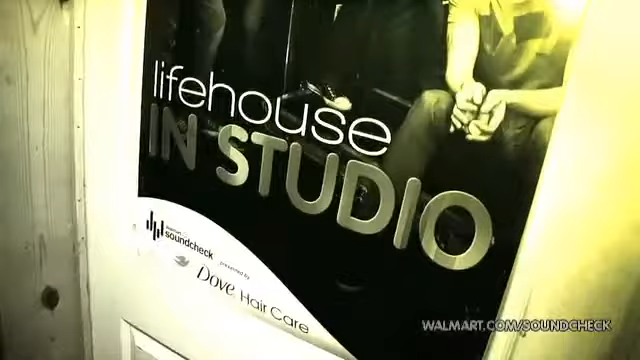 lifehouse
IN STUDIO
soundcheck
presented by
Dove Hair Care
WALMART.COM/SOUNDCHECK